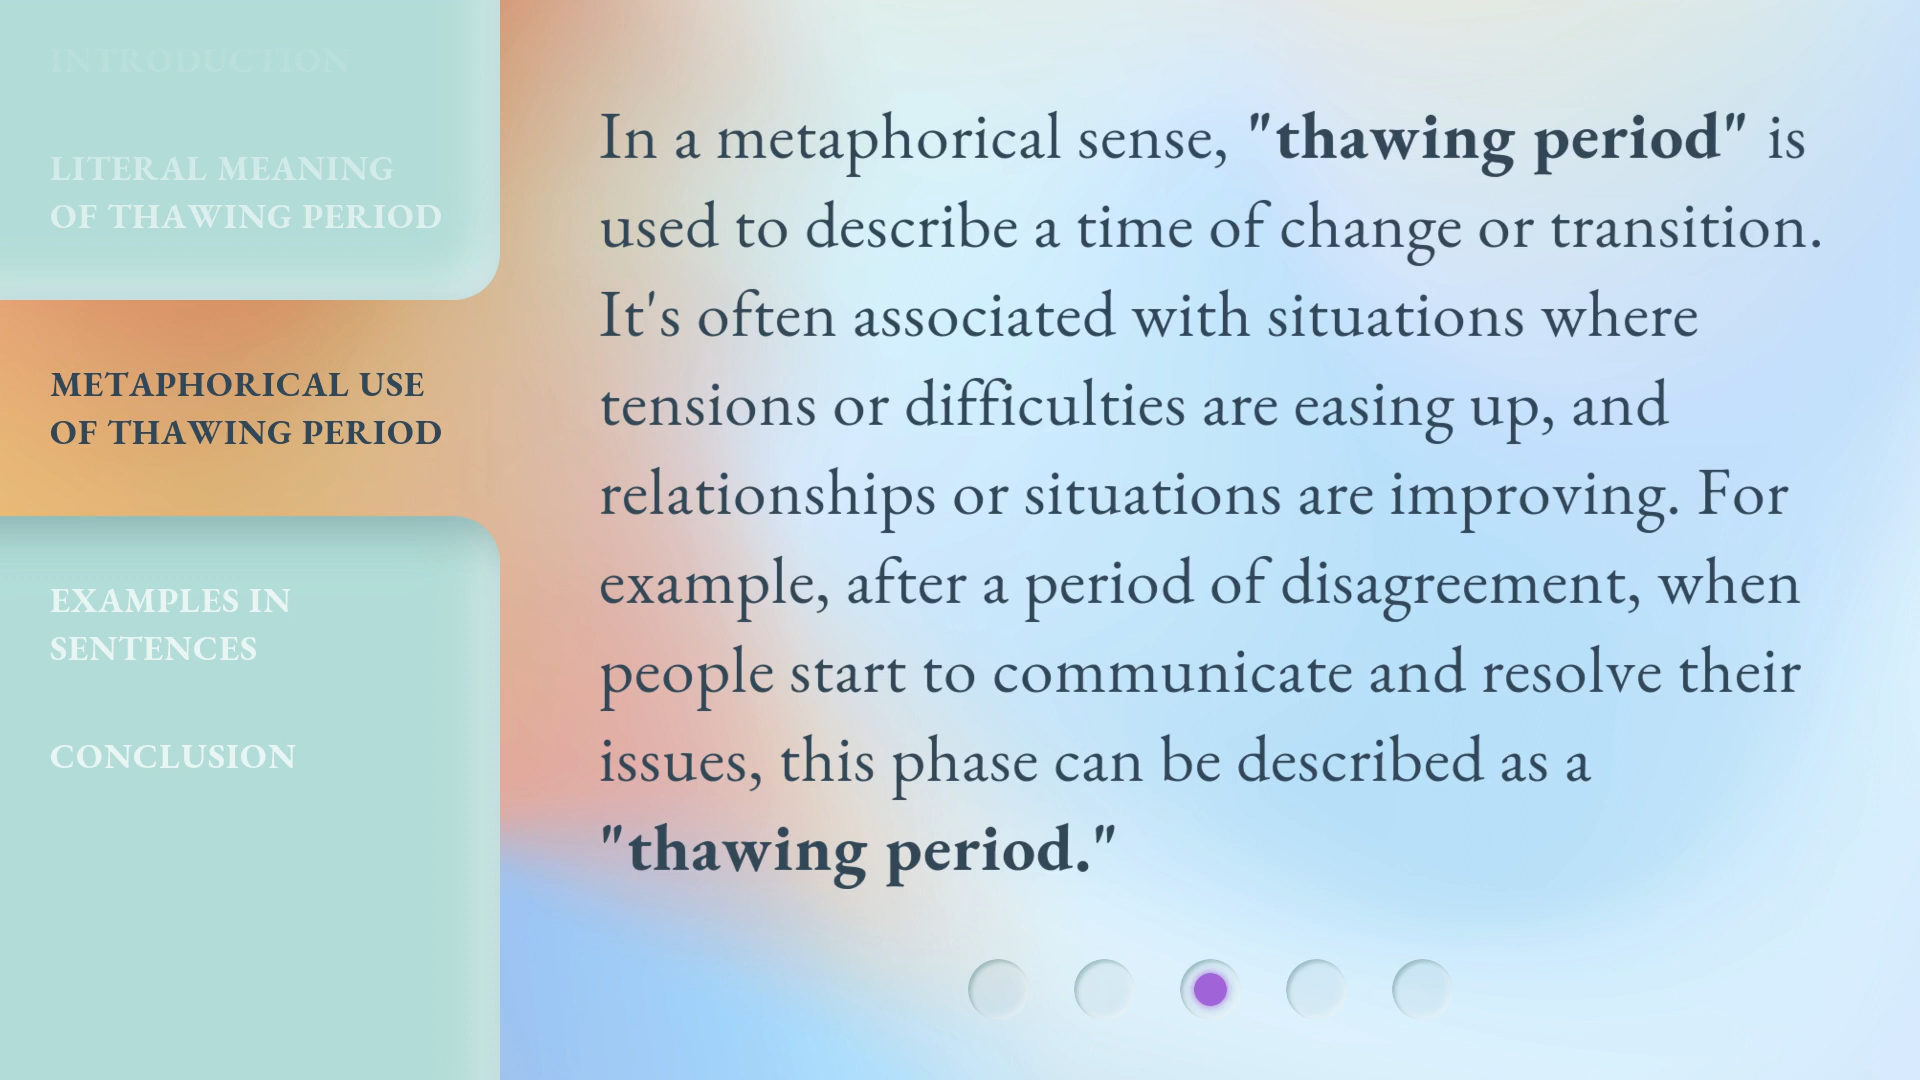 INTRODUCTION
LITERAL MEANING
OF THAWING PERIOD
METAPHORICAL USE
OF THAWING PERIOD
EXAMPLES IN
SENTENCES
CONCLUSION
In a metaphorical sense, "thawing period" is
used to describe a time of change or transition.
It's often associated with situations where
tensions or difficulties are easing up, and
relationships or situations are improving. For
example, after a period of disagreement, when
people start to communicate and resolve their
issues, this phase can be described as a
"thawing period."